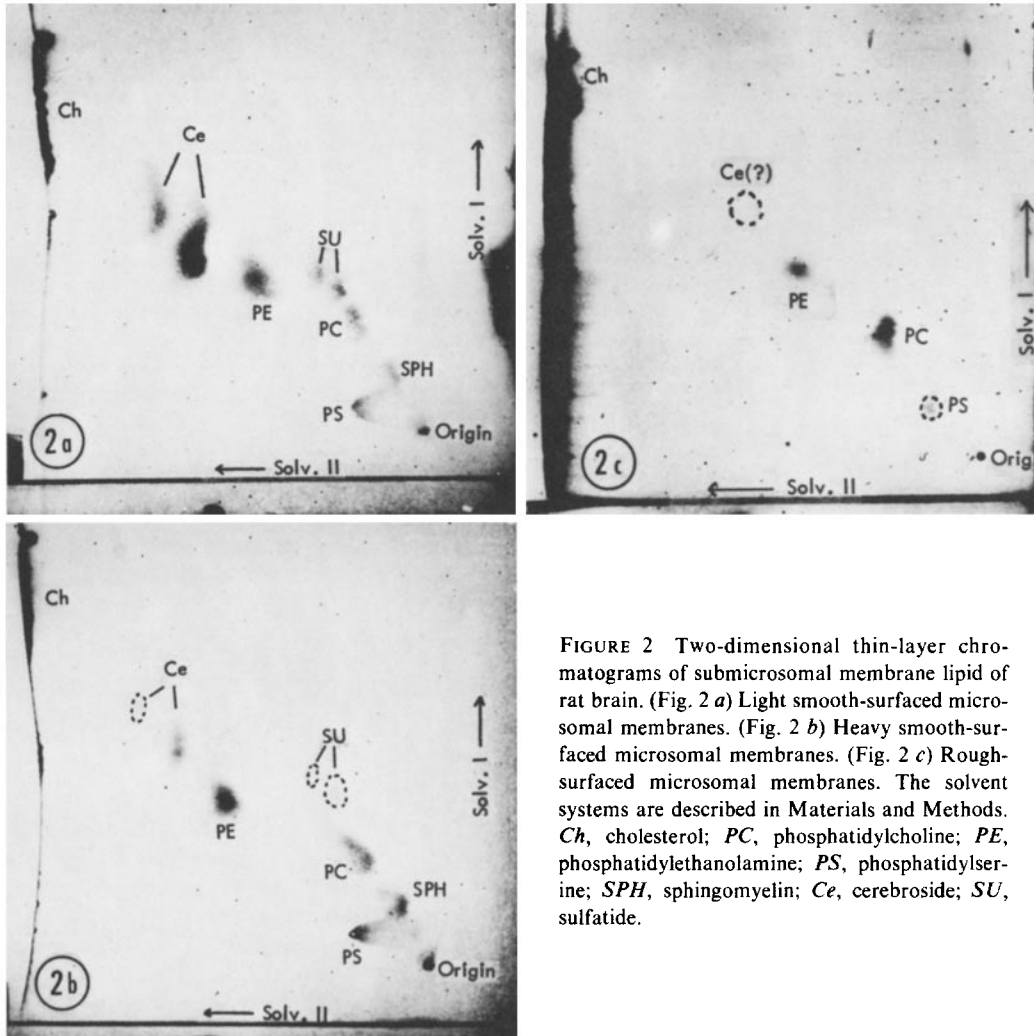 Ch
Ce
SU
PE
PC
SPH
PS
Origin
2a
Solv. I
Solv. II
Ch
Ce(?)
PE
PC
PS
Orig
2c
Solv. I
Solv. II
Ch
Ce
SU
PE
PC
SPH
PS
Origin
2b
Solv. I
Solv. II
FIGURE 2 Two-dimensional thin-layer chro-
matograms of submicrosomal membrane lipid of
rat brain. (Fig. 2 a) Light smooth-surfaced micro-
somal membranes. (Fig. 2 b) Heavy smooth-sur-
faced microsomal membranes. (Fig. 2 c) Rough-
surfaced microsomal membranes. The solvent
systems are described in Materials and Methods.
Ch, cholesterol; PC, phosphatidylcholine; PE,
phosphatidylethanolamine; PS, phosphatidylser-
ine; SPH, sphingomyelin; Ce, cerebroside; SU,
sulfatide.